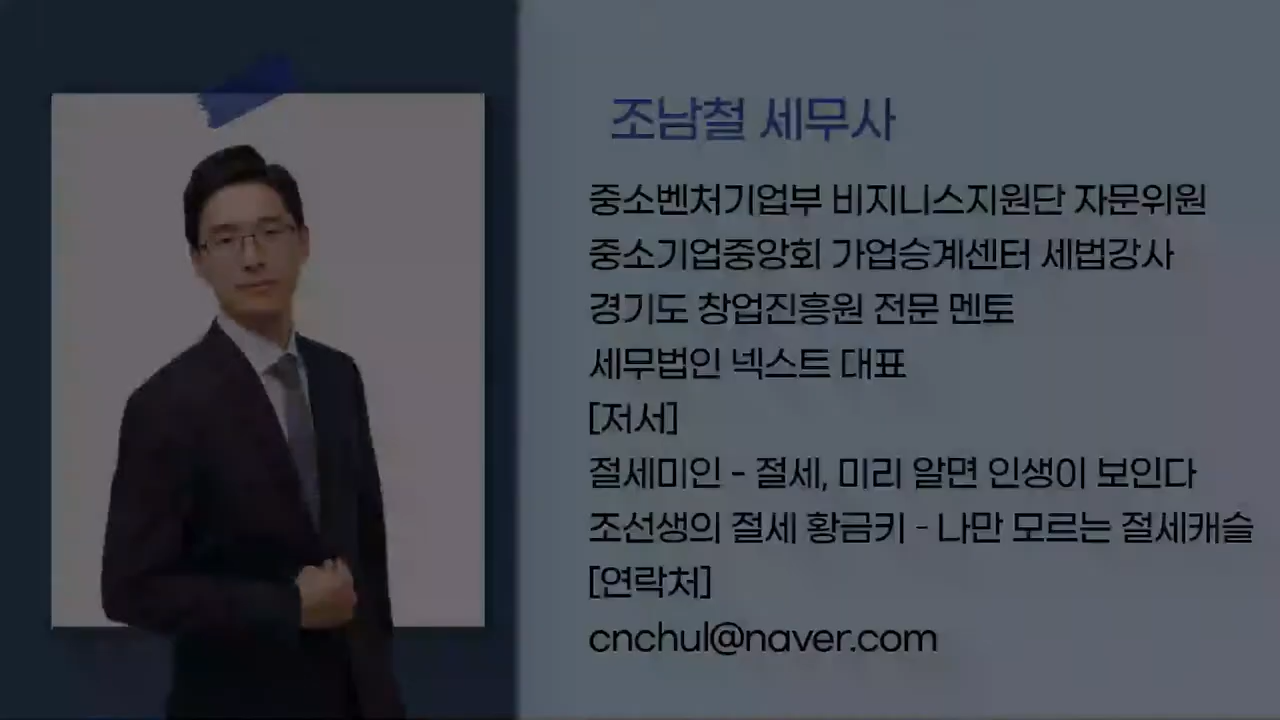 조남철 세무사
중소벤처기업부 비지니스지원단 자문위원
중소기업중앙회 가업승계센터 세법강사
경기도 창업진흥원 전문 멘토
세무법인 넥스트 대표
[저서]
절세미인 - 절세, 미리 알면 인생이 보인다
조선생의 절세 황금키 - 나만 모르는 절세캐슬
[연락처]
cnchul@naver.com